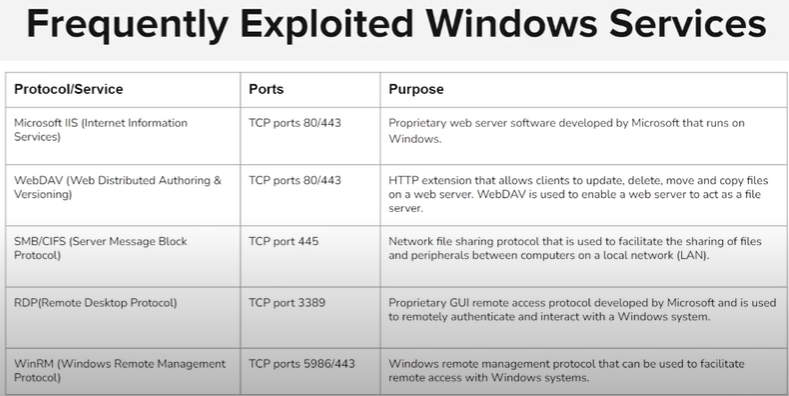 Frequently Exploited Windows Services
Protocol/Service Ports Purpose
Microsoft IIS (Internet Information
Services)
TCP ports 80/443
Proprietary web server software developed by Microsoft that runs on
Windows.
WebDAV (Web Distributed Authoring &
Versioning)
TCP ports 80/443
HTTP extension that allows clients to update, delete, move and copy files
on a web server. WebDAV is used to enable a web server to act as a file
server.
SMB/CIFS (Server Message Block
Protocol)
TCP port 445
Network file sharing protocol that is used to facilitate the sharing of files
and peripherals between computers on a local network (LAN).
RDP(Remote Desktop Protocol)
TCP port 3389
Proprietary GUI remote access protocol developed by Microsoft and is used
to remotely authenticate and interact with a Windows system.
WinRM (Windows Remote Management
Protocol)
TCP ports 5986/443
Windows remote management protocol that can be used to facilitate
remote access with Windows systems.